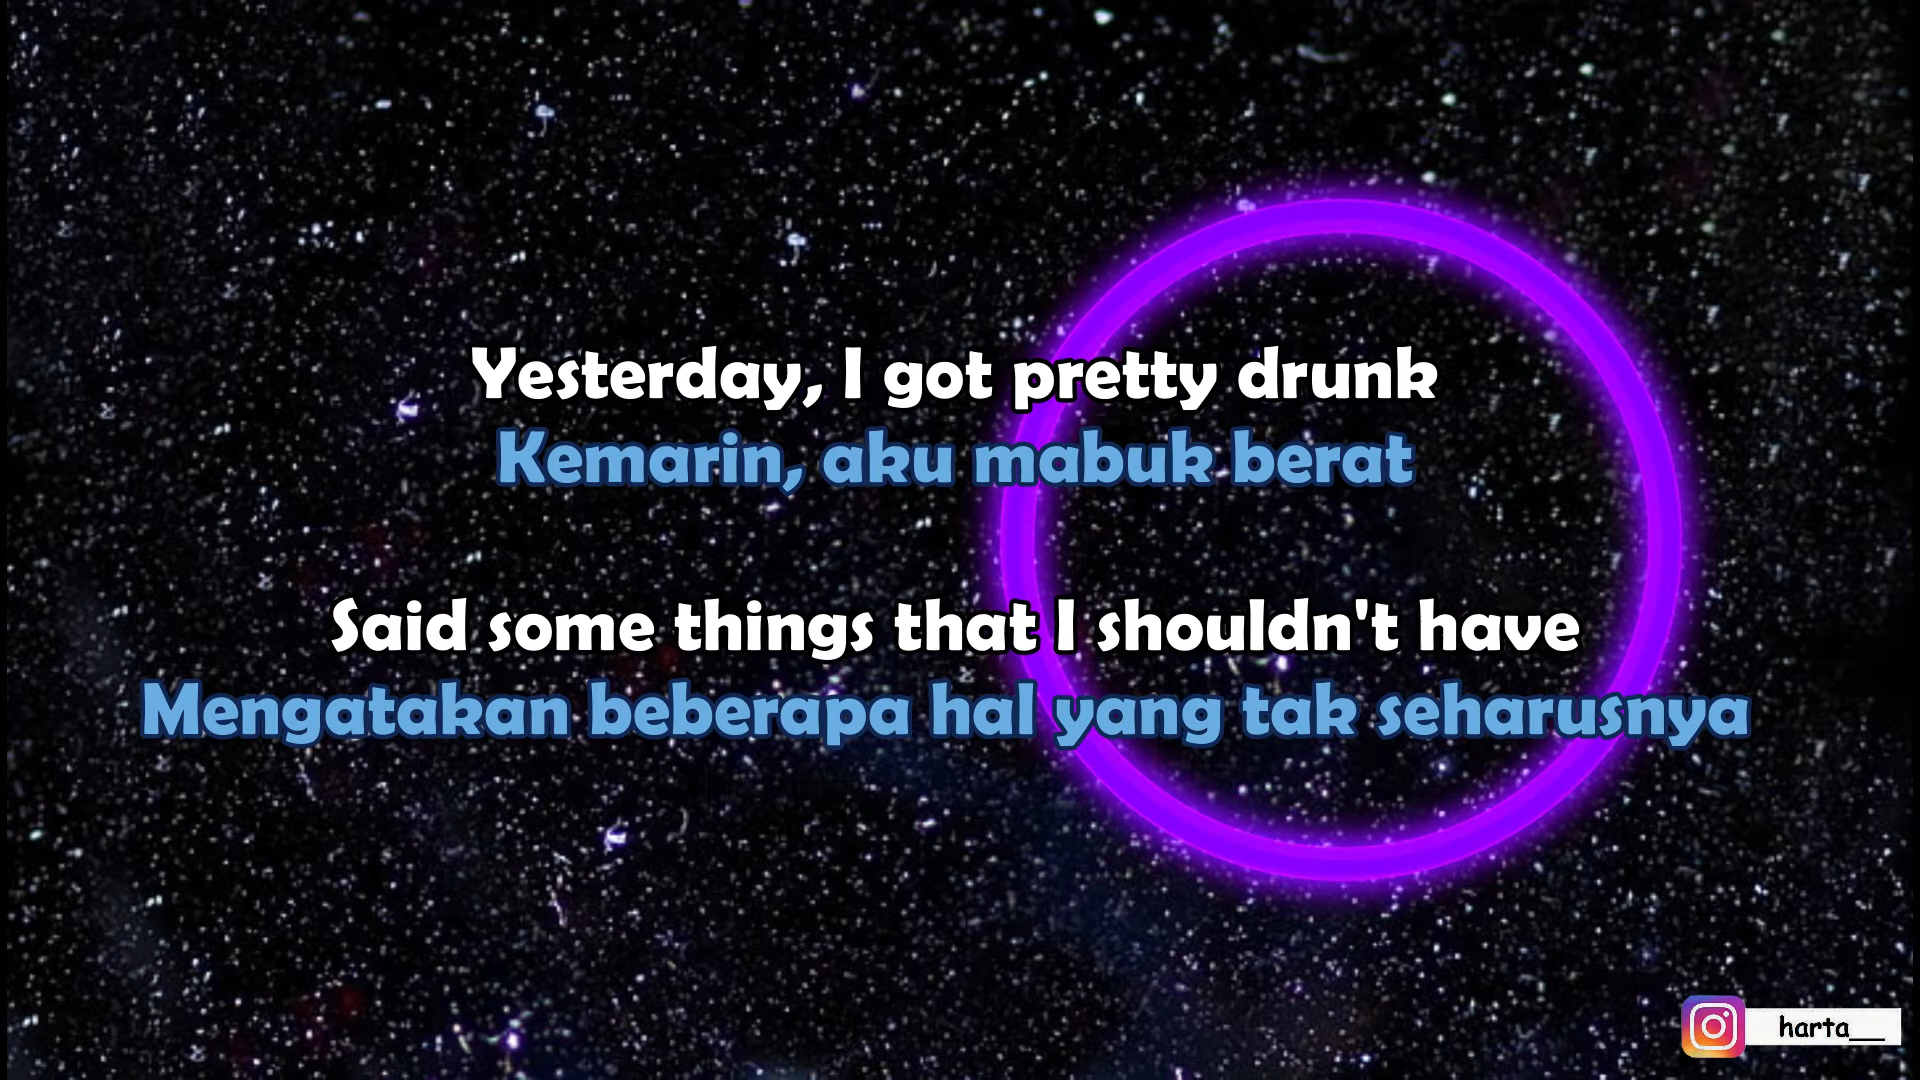 Yesterday, I got pretty drunk
Kemarin, aku mabuk berat
Said some things that I shouldn't have
Mengatakan beberapa hal yang tak seharusnya
harta__